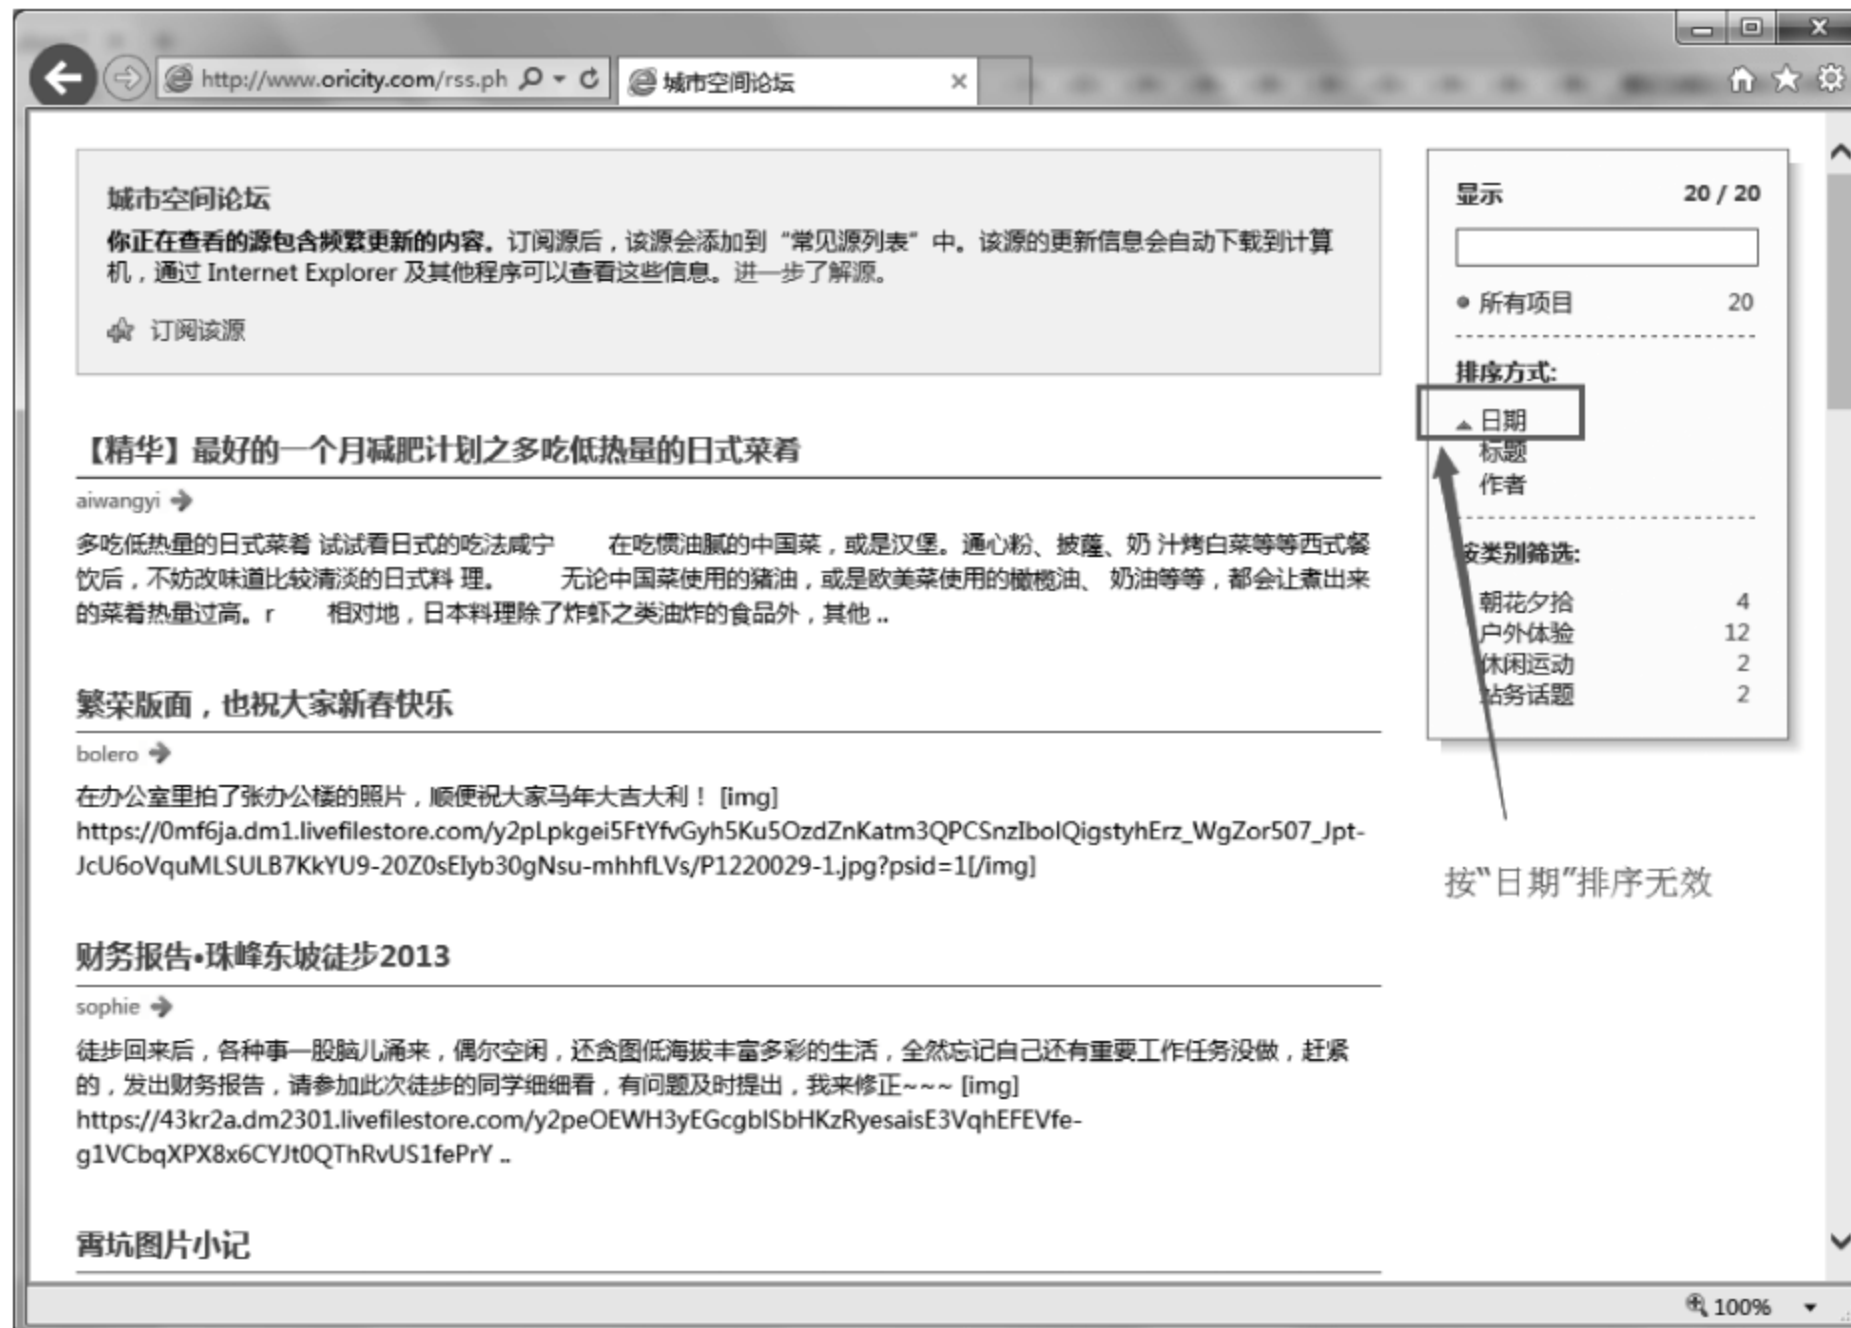 http://www.oricity.com/rss.ph
城市空间论坛
城市空间论坛
你正在查看的源包含频繁更新的内容。订阅源后，该源会添加到“常见源列表”中。该源的更新信息会自动下载到计算
机，通过 Internet Explorer 及其他程序可以查看这些信息。进一步了解源。
订阅该源
【精华】最好的一个月减肥计划之多吃低热量的日式菜肴
aiwangyi
多吃低热量的日式菜肴 试试看日式的吃法咸宁 在吃惯油腻的中国菜，或是汉堡。通心粉、披薩、奶 汁烤白菜等等西式餐
饮后，不妨改味道比较清淡的日式料 理。 无论中国菜使用的猪油，或是欧美菜使用的橄榄油、 奶油等等，都会让煮出来
的菜肴热量过高。r 相对地，日本料理除了炸虾之类油炸的食品外，其他 ..
繁荣版面，也祝大家新春快乐
bolero
在办公室里拍了张办公楼的照片，顺便祝大家马年大吉大利！ [img]
https://0mf6ja.dm1.livefilestore.com/y2pLpkgei5FtYfvGyh5Ku5OzdZnKatm3QPCSnzIbolQigstyhErz_WgZor507_Jpt-
JcU6oVquMLSULB7KkYU9-20Z0sEIyb30gNsu-mhhfLVs/P1220029-1.jpg?psid=1[/img]
财务报告•珠峰东坡徒步2013
sophie
徒步回来后，各种事一股脑儿涌来，偶尔空闲，还贪图低海拔丰富多彩的生活，全然忘记自己还有重要工作任务没做，赶紧
的，发出财务报告，请参加此次徒步的同学细细看，有问题及时提出，我来修正~~~ [img]
https://43kr2a.dm2301.livefilestore.com/y2peOEWH3yEGcgblSbHKzRyesaisE3VqhEFEVfe-
g1VCbqXPX8x6CYJt0QThRvUS1fePrY ..
霄坑图片小记
显示 20 / 20
所有项目 20
排序方式:
日期
标题
作者
按类别筛选:
朝花夕拾 4
户外体验 12
休闲运动 2
站务话题 2
按“日期”排序无效
100%